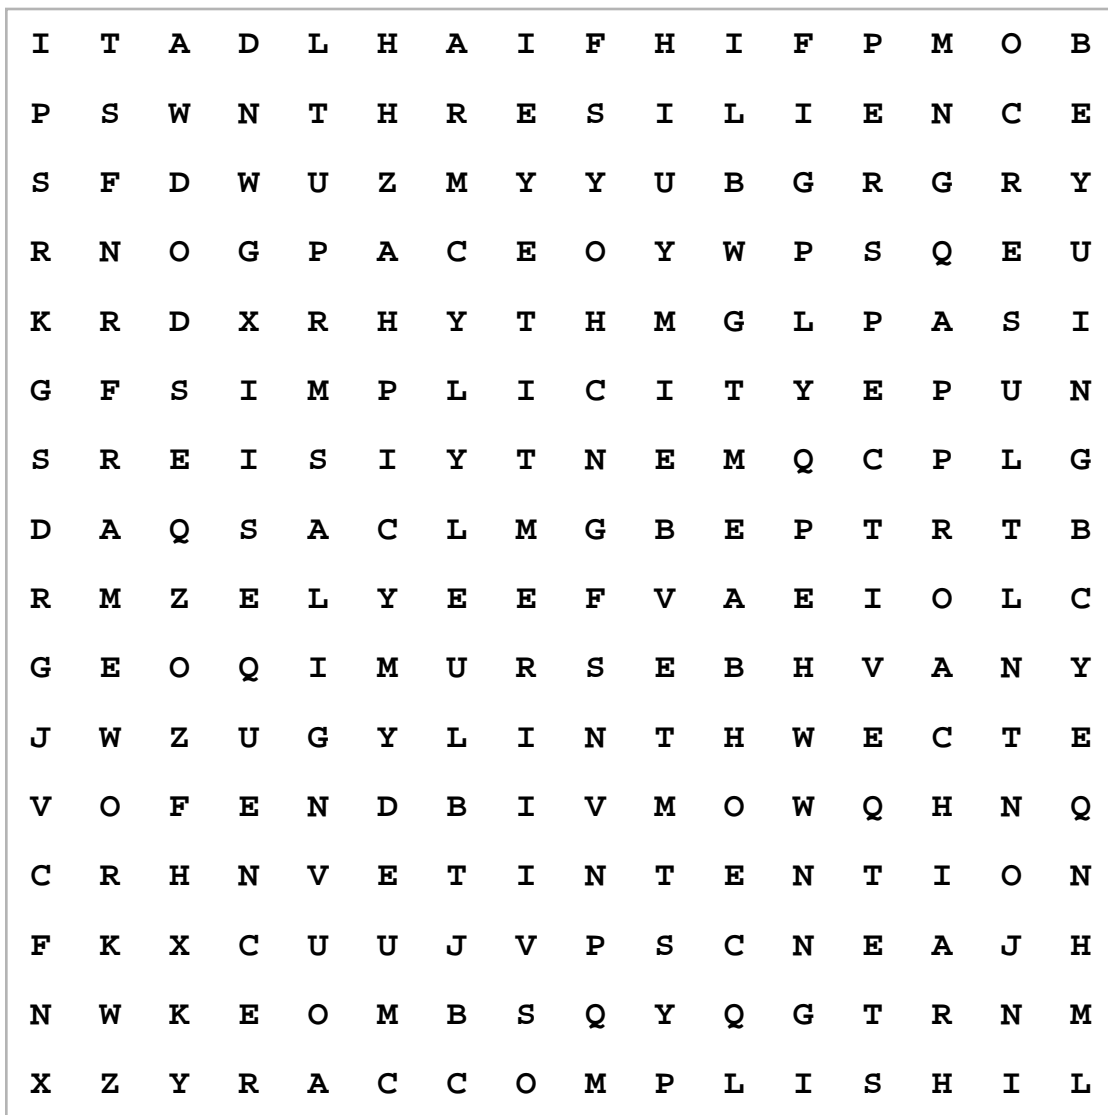 I T A D L H A I F H I F P M O B
P S W N T H R E S I L I E N C E
S F D W U Z M Y Y U B G R G R Y
R N O G P A C E O Y W P S Q E U
K R D X R H Y T H M G L P A S I
G F S I M P L I C I T Y E P U N
S R E I S I Y T N E M Q C P L G
D A Q S A C L M G B E P T R T B
R M Z E L Y E E F V A E I O L C
G E O Q I M U R S E B H V A N Y
J W Z U G Y L I N T H W E C T E
V O F E N D B I V M O W Q H N Q
C R H N V E T I N T E N T I O N
F K X C U U J V P S C N E A J H
N W K E O M B S Q Y Q G T R N M
X Z Y R A C C O M P L I S H I L